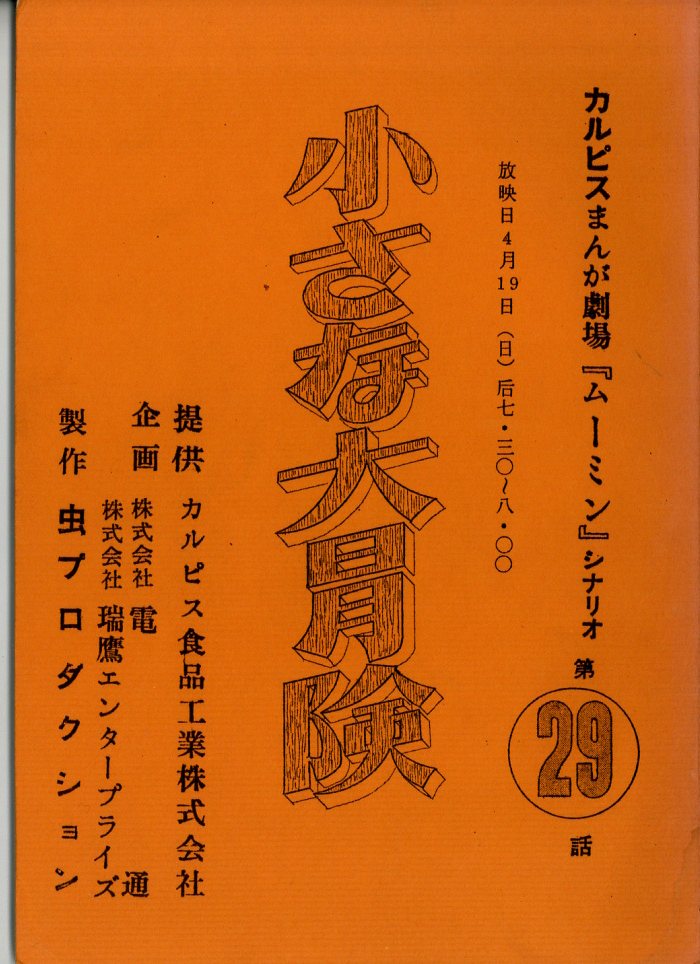 カルピスまんが劇場『ムーミン』シナリオ 第29話
放映日4月19日(日)后七・三〇~八・〇〇
小さな大冒険
提供 カルピス食品工業株式会社
企画 株式会社 電通
株式会社 瑞鷹エンタープライズ
製作 虫プロダクション